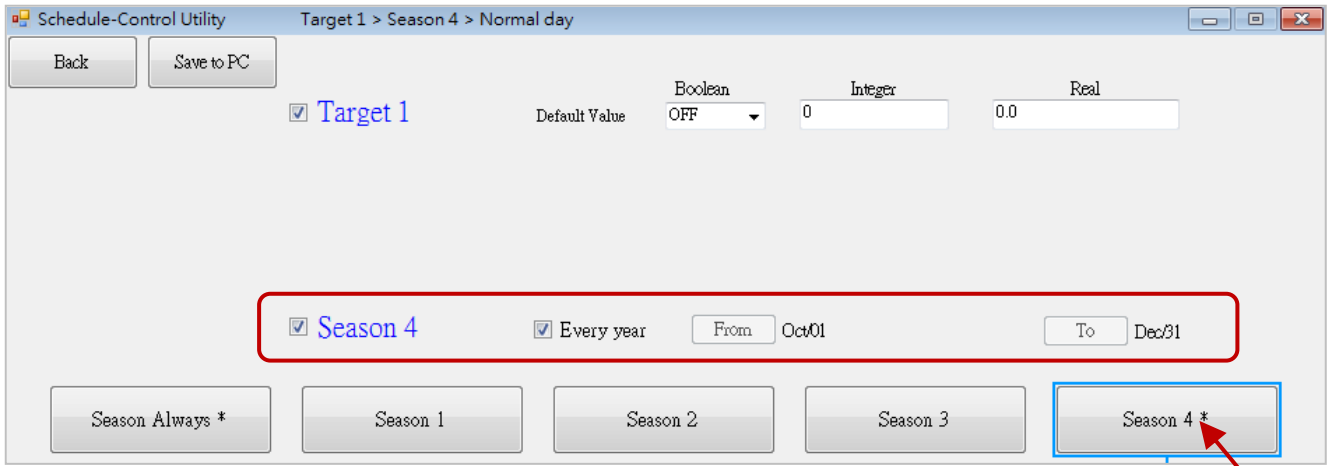 Schedule-Control Utility Target 1 > Season 4 > Normal day
Back Save to PC
Boolean Integer Real
Target 1 Default Value OFF 0 0.0
Season 4 Every year From Oct/01 To Dec/31
Season Always * Season 1 Season 2 Season 3 Season 4 *